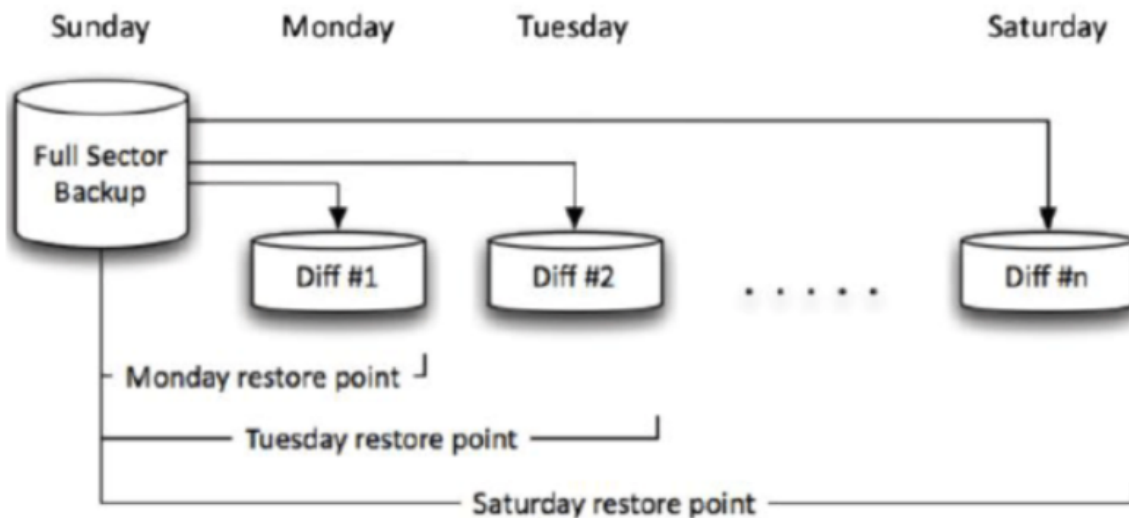 Sunday
Monday
Tuesday
Saturday
Full Sector
Backup
Diff #1
Diff #2
. . . . .
Diff #n
Monday restore point
Tuesday restore point
Saturday restore point